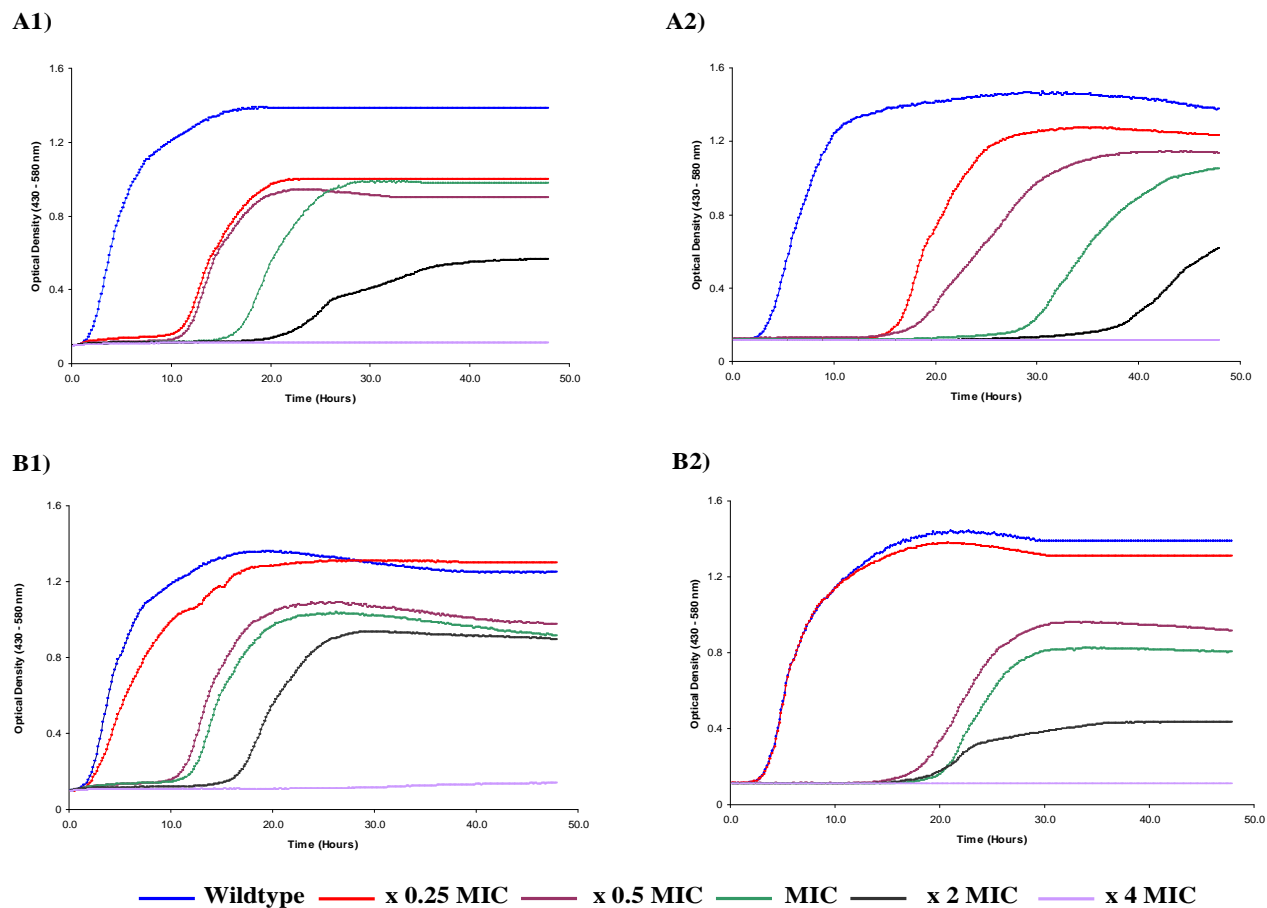 A1)
1.6
1.2
0.8
0.4
0
Optical Density (430 - 580 nm)
0.0 10.0 20.0 30.0 40.0 50.0
Time (Hours)
A2)
1.6
1.2
0.8
0.4
0
Optical Density (430 - 580 nm)
0.0 10.0 20.0 30.0 40.0 50.0
Time (Hours)
B1)
1.6
1.2
0.8
0.4
0
Optical Density (430 - 580 nm)
0.0 10.0 20.0 30.0 40.0 50.0
Time (Hours)
B2)
1.6
1.2
0.8
0.4
0
Optical Density (430 - 580 nm)
0.0 10.0 20.0 30.0 40.0 50.0
Time (Hours)
Wildtype x 0.25 MIC x 0.5 MIC MIC x 2 MIC x 4 MIC